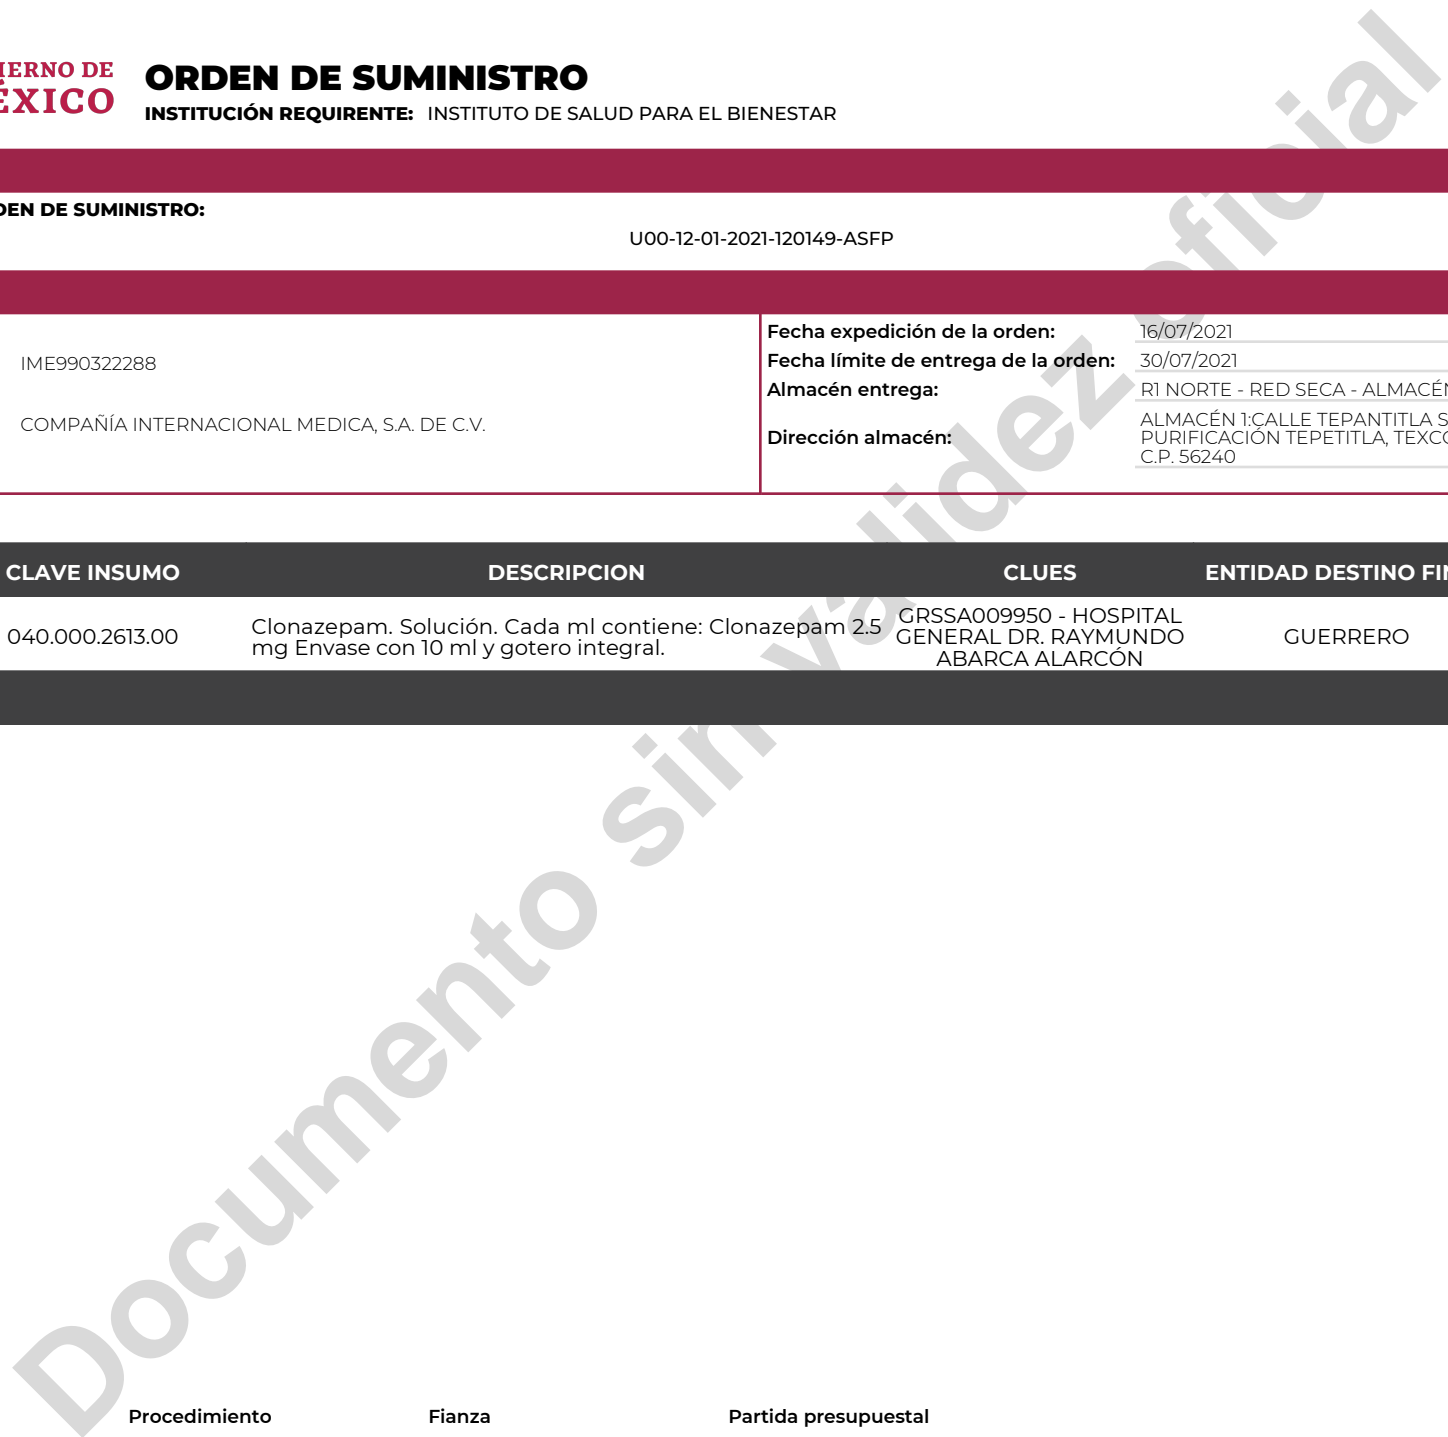 IERNO DE
ÉXICO
ORDEN DE SUMINISTRO
INSTITUCIÓN REQUIRENTE: INSTITUTO DE SALUD PARA EL BIENESTAR
DEN DE SUMINISTRO:
U00-12-01-2021-120149-ASFP
IME990322288
COMPAÑÍA INTERNACIONAL MEDICA, S.A. DE C.V.
Fecha expedición de la orden: 16/07/2021
Fecha límite de entrega de la orden: 30/07/2021
Almacén entrega: R1 NORTE - RED SECA - ALMACÉN
Dirección almacén:
ALMACÉN 1:CALLE TEPANTITLA S
PURIFICACIÓN TEPETITLA, TEXCO
C.P. 56240
CLAVE INSUMO DESCRIPCION CLUES ENTIDAD DESTINO FIN
040.000.2613.00
Clonazepam. Solución. Cada ml contiene: Clonazepam 2.5
mg Envase con 10 ml y gotero integral.
GRSSA009950 - HOSPITAL
GENERAL DR. RAYMUNDO
ABARCA ALARCÓN
GUERRERO
Documento sin validez oficial
Procedimiento Fianza Partida presupuestal